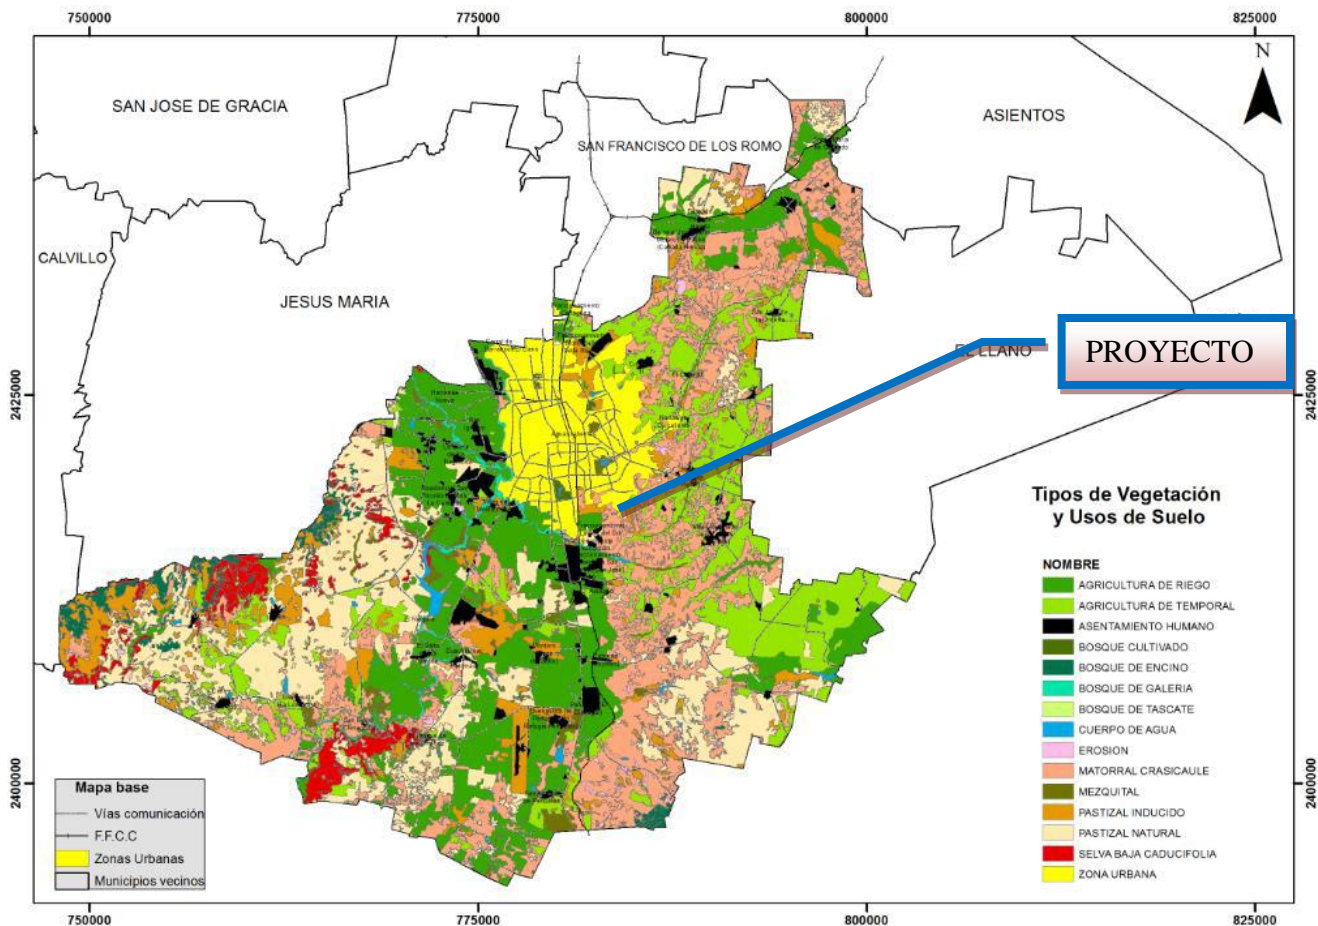 750000
775000
800000
825000
N
SAN JOSE DE GRACIA
ASIENTOS
SAN FRANCISCO DE LOS ROMO
CALVILLO
JESUS MARIA
EL LLANO
PROYECTO
2425000
2425000
Tipos de Vegetación
y Usos de Suelo
NOMBRE
AGRICULTURA DE RIEGO
AGRICULTURA DE TEMPORAL
ASENTAMIENTO HUMANO
BOSQUE CULTIVADO
BOSQUE DE ENCINO
BOSQUE DE GALERIA
BOSQUE DE TASCATE
CUERPO DE AGUA
EROSION
MATORRAL CRASICAULE
MEZQUITAL
PASTIZAL INDUCIDO
PASTIZAL NATURAL
SELVA BAJA CADUCIFOLIA
ZONA URBANA
2400000
2400000
Mapa base
Vías comunicación
F.F.C.C
Zonas Urbanas
Municipios vecinos
750000
775000
800000
825000